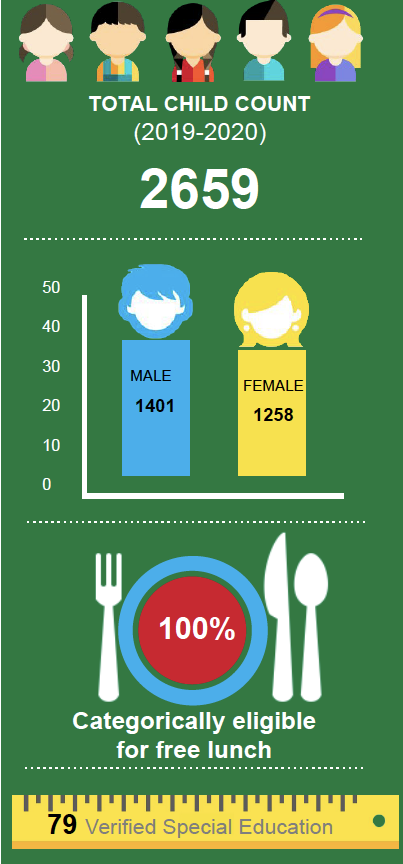 TOTAL CHILD COUNT
(2019-2020)
2659
50
40
30
20
10
0
MALE
1401
FEMALE
1258
100%
Categorically eligible
for free lunch
79 Verified Special Education